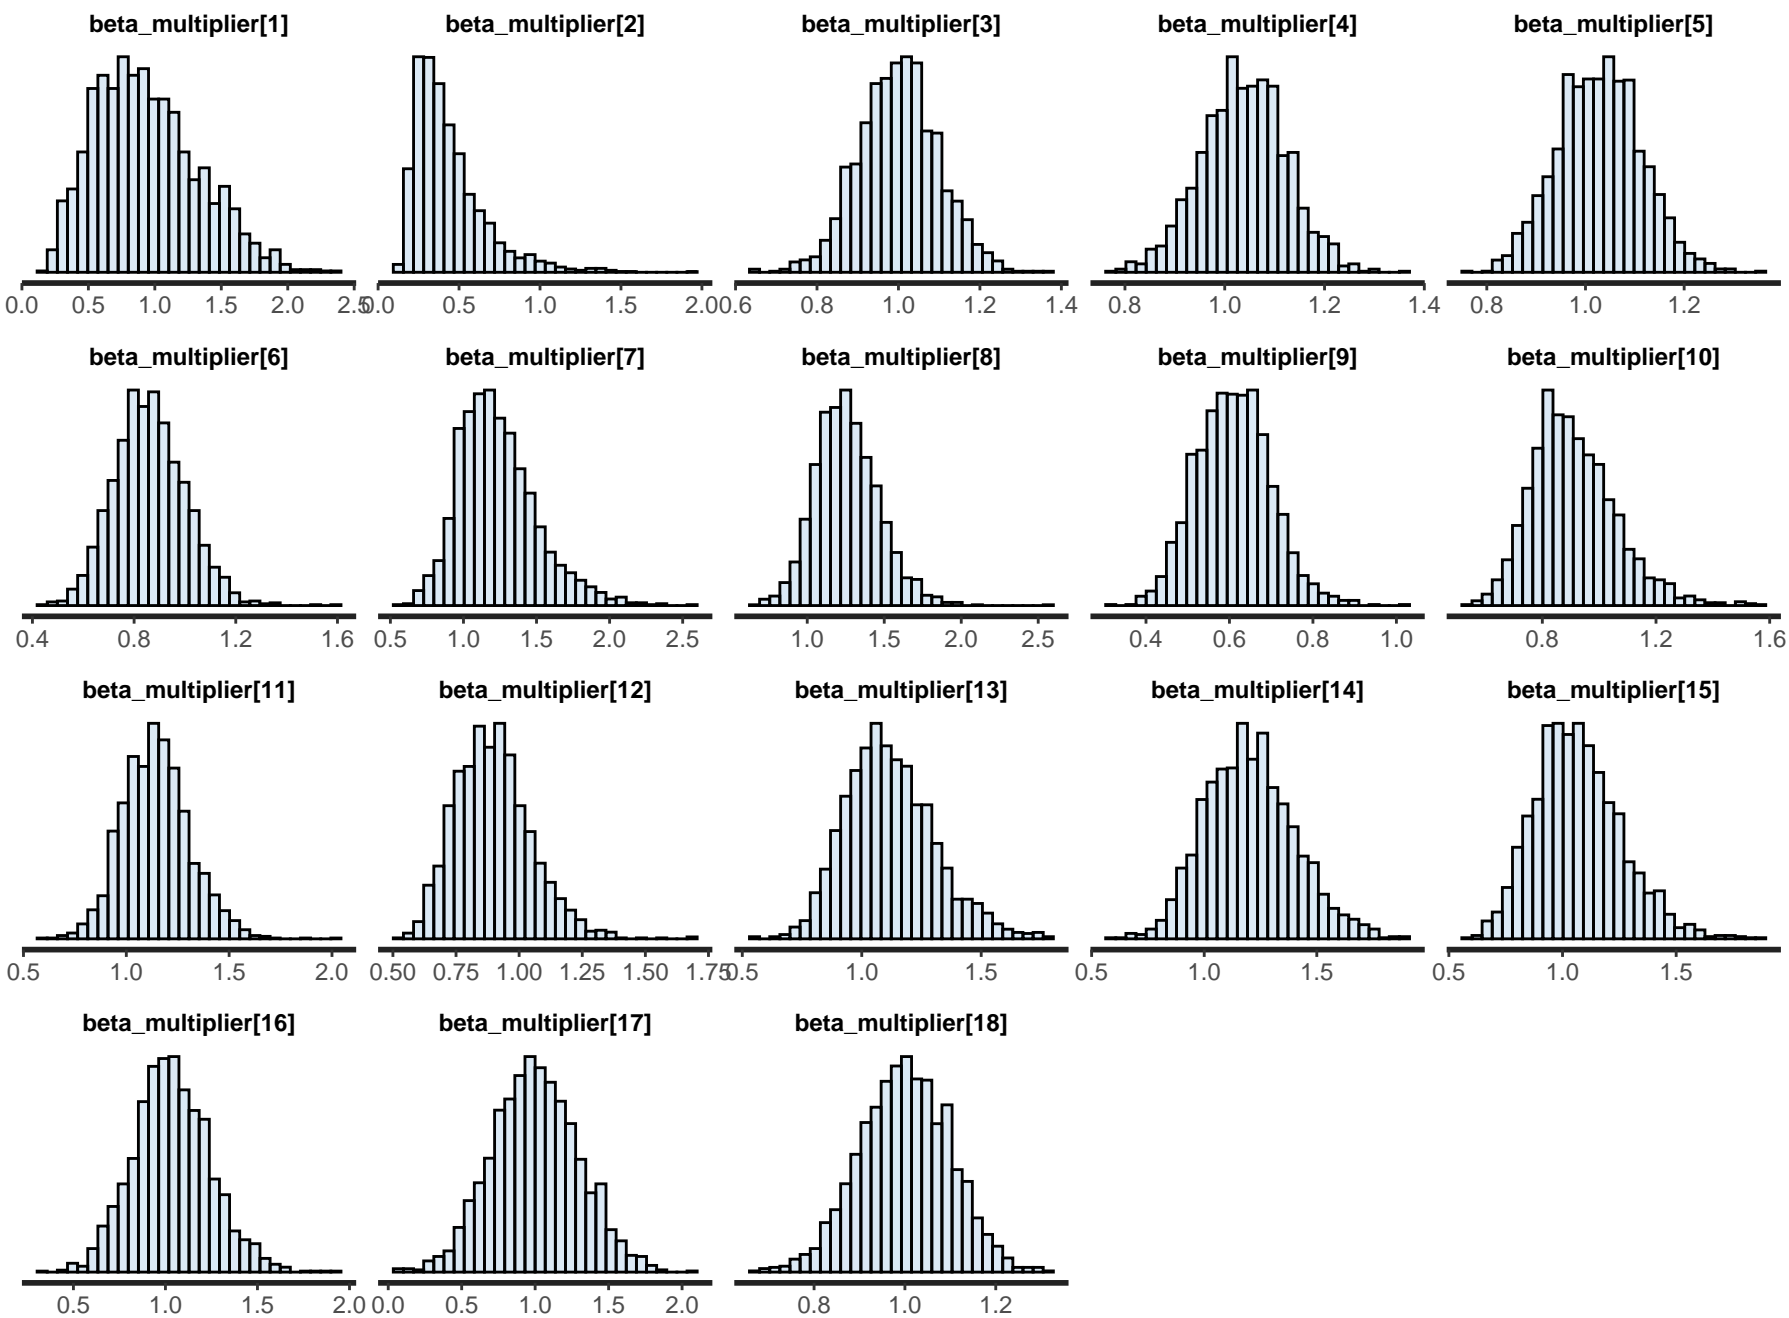 beta_multiplier[1] beta_multiplier[2] beta_multiplier[3] beta_multiplier[4] beta_multiplier[5]
0.0 0.5 1.0 1.5 2.0 2.5 0.0 0.5 1.0 1.5 2.0 0.6 0.8 1.0 1.2 1.4 0.8 1.0 1.2 1.4 0.8 1.0 1.2
beta_multiplier[6] beta_multiplier[7] beta_multiplier[8] beta_multiplier[9] beta_multiplier[10]
0.4 0.8 1.2 1.6 0.5 1.0 1.5 2.0 2.5 1.0 1.5 2.0 2.5 0.4 0.6 0.8 1.0 0.8 1.2 1.6
beta_multiplier[11] beta_multiplier[12] beta_multiplier[13] beta_multiplier[14] beta_multiplier[15]
0.5 1.0 1.5 2.0 0.50 0.75 1.00 1.25 1.50 1.75 0.5 1.0 1.5 0.5 1.0 1.5 0.5 1.0 1.5
beta_multiplier[16] beta_multiplier[17] beta_multiplier[18]
0.5 1.0 1.5 2.0 0.0 0.5 1.0 1.5 2.0 0.8 1.0 1.2